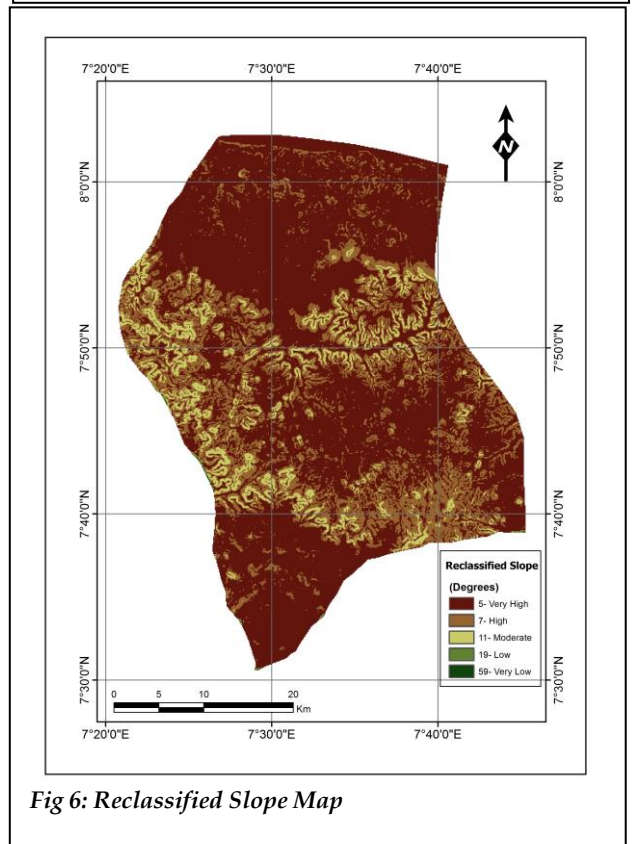 7°20'0"E 7°30'0"E 7°40'0"E
N
8°0'0"N 8°0'0"N
7°50'0"N 7°50'0"N
7°40'0"N 7°40'0"N
Reclassified Slope
(Degrees)
5- Very High
7- High
11- Moderate
19- Low
59- Very Low
7°30'0"N 7°30'0"N
0 5 10 20
Km
7°20'0"E 7°30'0"E 7°40'0"E
Fig 6: Reclassified Slope Map